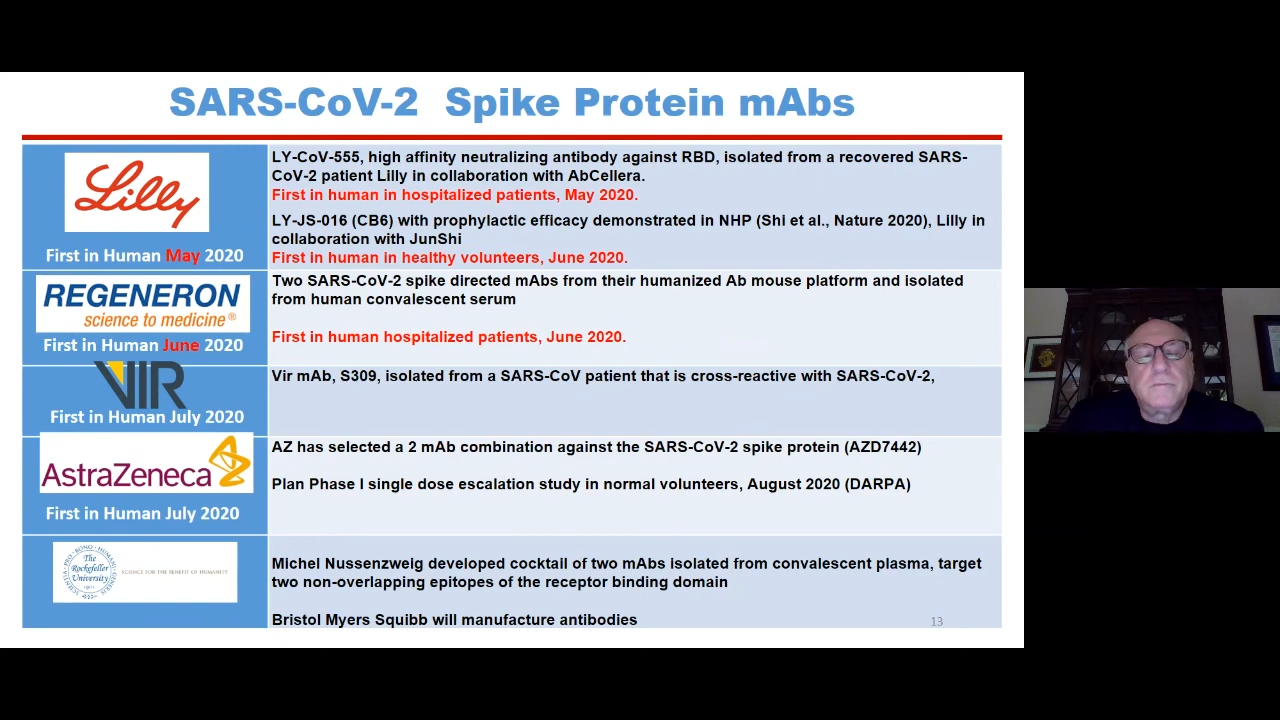 SARS-CoV-2 Spike Protein mAbs
Lilly
First in Human May 2020
LY-CoV-555, high affinity neutralizing antibody against RBD, isolated from a recovered SARS-
CoV-2 patient Lilly in collaboration with AbCellera.
First in human in hospitalized patients, May 2020.
LY-JS-016 (CB6) with prophylactic efficacy demonstrated in NHP (Shi et al., Nature 2020), Lilly in
collaboration with JunShi
First in human in healthy volunteers, June 2020.
REGENERON
science to medicine®
First in Human June 2020
Two SARS-CoV-2 spike directed mAbs from their humanized Ab mouse platform and isolated
from human convalescent serum
First in human hospitalized patients, June 2020.
VIR
First in Human July 2020
Vir mAb, S309, isolated from a SARS-CoV patient that is cross-reactive with SARS-CoV-2,
AstraZeneca
First in Human July 2020
AZ has selected a 2 mAb combination against the SARS-CoV-2 spike protein (AZD7442)
Plan Phase I single dose escalation study in normal volunteers, August 2020 (DARPA)
The
Rockefeller
University
SCIENCE FOR THE BENEFIT OF HUMANITY
Michel Nussenzweig developed cocktail of two mAbs isolated from convalescent plasma, target
two non-overlapping epitopes of the receptor binding domain
Bristol Myers Squibb will manufacture antibodies
13